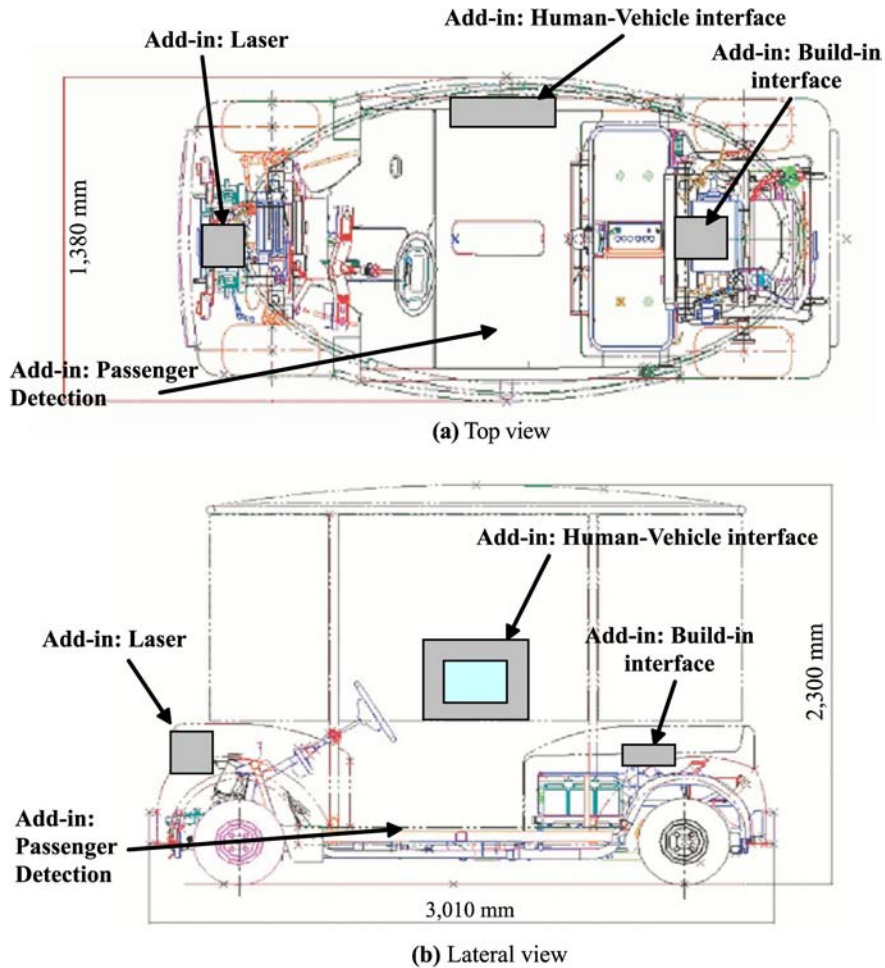 Add-in: Human-Vehicle interface
Add-in: Laser
Add-in: Build-in
interface
1,380 mm
Add-in: Passenger
Detection
(a) Top view
Add-in: Human-Vehicle interface
Add-in: Laser
Add-in: Build-in
interface
2,300 mm
Add-in:
Passenger
Detection
3,010 mm
(b) Lateral view